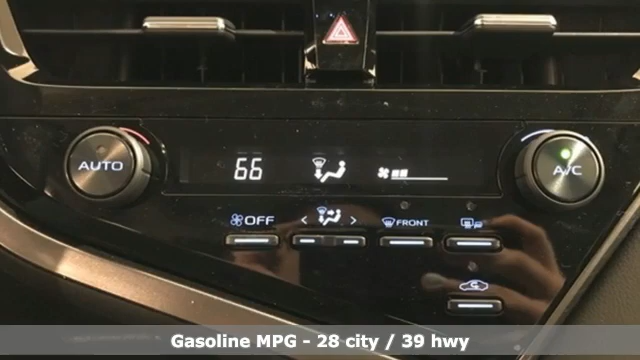 AUTO
66
A/C
OFF
< >
FRONT
Gasoline MPG - 28 city / 39 hwy